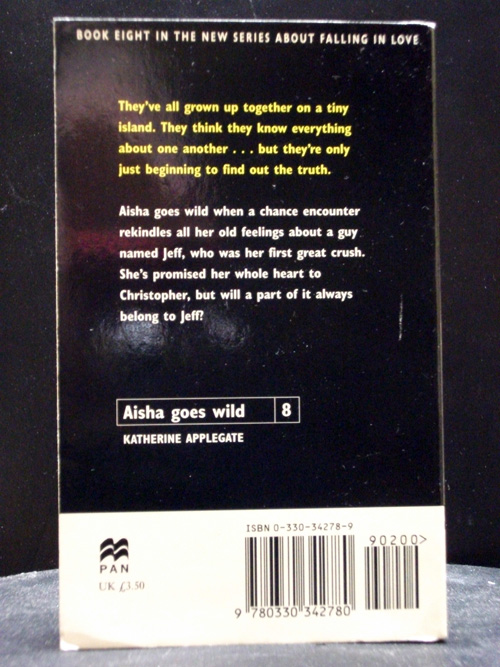 BOOK EIGHT IN THE NEW SERIES ABOUT FALLING IN LOVE
They've all grown up together on a tiny
island. They think they know everything
about one another . . . but they're only
just beginning to find out the truth.
Aisha goes wild when a chance encounter
rekindles all her old feelings about a guy
named Jeff, who was her first great crush.
She's promised her whole heart to
Christopher, but will a part of it always
belong to Jeff?
Aisha goes wild 8
KATHERINE APPLEGATE
ISBN 0-330-34278-9
90200>
PAN
UK £3.50
9 780330 342780